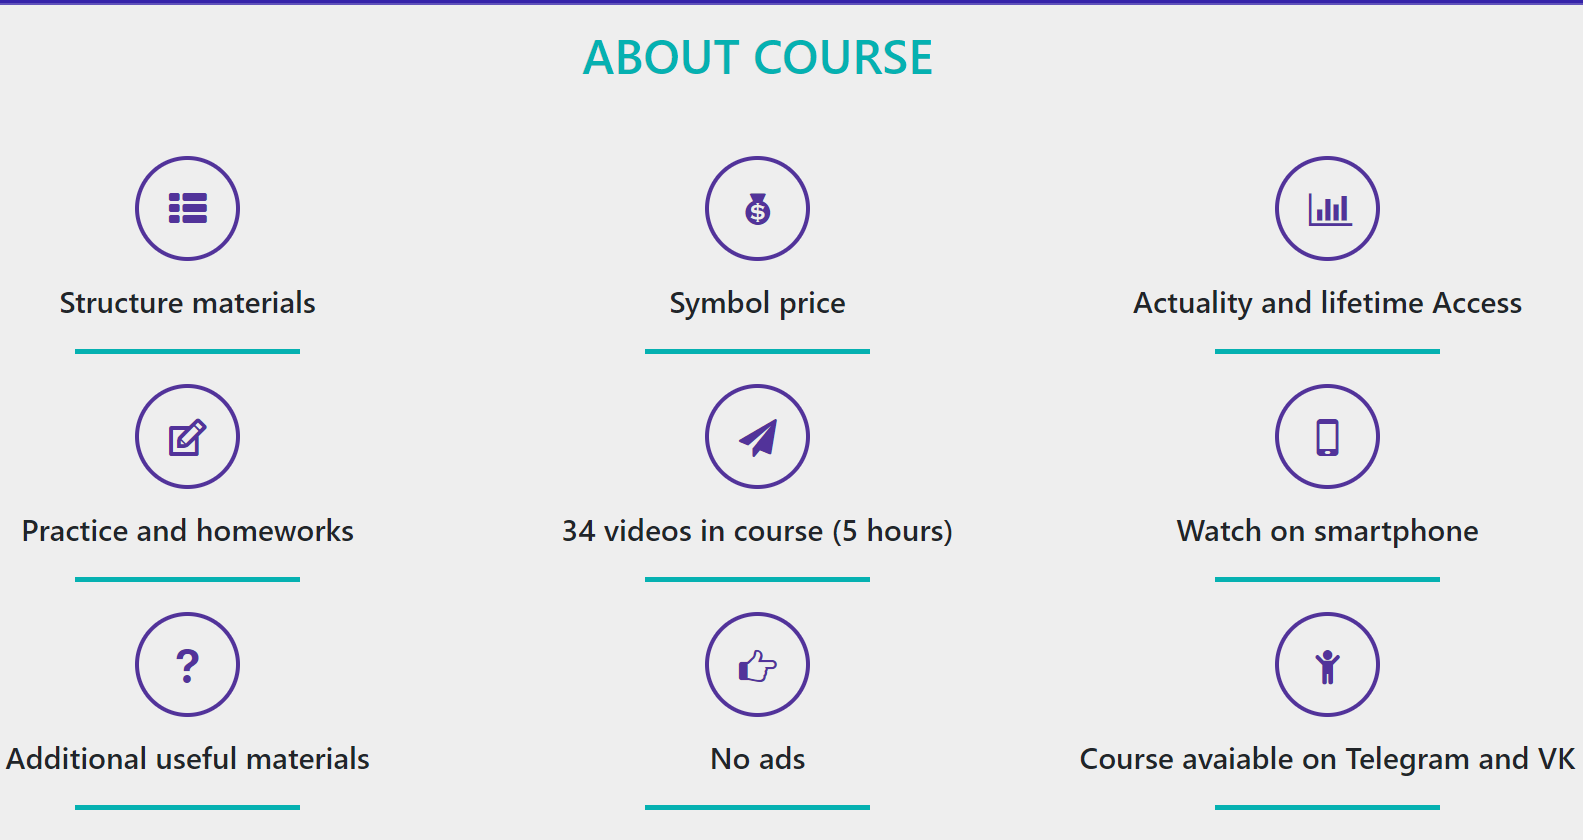 ABOUT COURSE
Structure materials
Symbol price
Actuality and lifetime Access
Practice and homeworks
34 videos in course (5 hours)
Watch on smartphone
Additional useful materials
No ads
Course avaiable on Telegram and VK